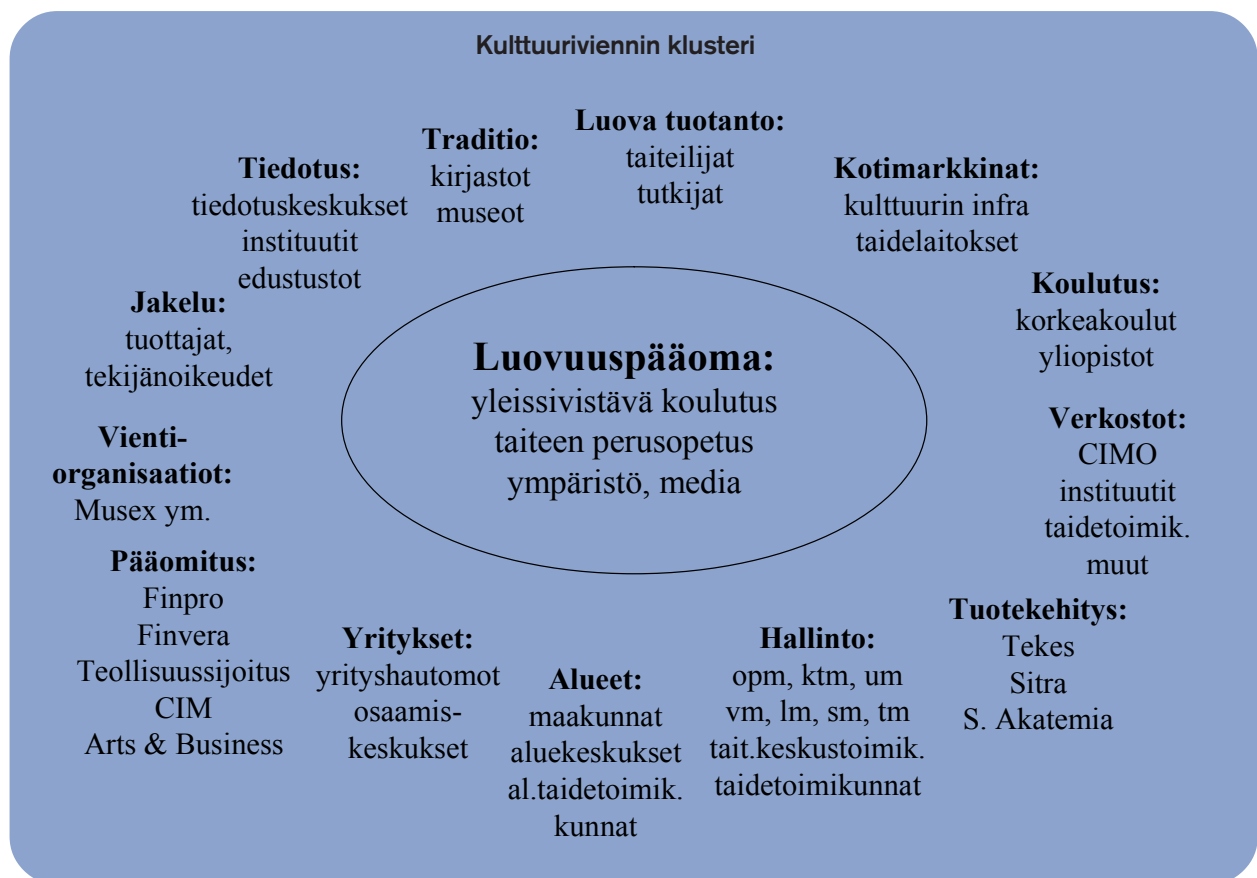 Kulttuuriviennin klusteri
Luova tuotanto:
taiteilijat
tutkijat
Traditio:
kirjastot
museot
Tiedotus:
tiedotuskeskukset
instituutit
edustustot
Kotimarkkinat:
kulttuurin infra
taidelaitokset
Jakelu:
tuottajat,
tekijänoikeudet
Koulutus:
korkeakoulut
yliopistot
Luovuuspääoma:
yleissivistävä koulutus
taiteen perusopetus
ympäristö, media
Vienti-
organisaatiot:
Musex ym.
Verkostot:
CIMO
instituutit
taidetoimik.
muut
Pääomitus:
Finpro
Finvera
Teollisuussijoitus
CIM
Arts & Business
Yritykset:
yrityshautomot
osaamis-
keskukset
Alueet:
maakunnat
aluekeskukset
al.taidetoimik.
kunnat
Hallinto:
opm, ktm, um
vm, lm, sm, tm
tait.keskustoimik.
taidetoimikunnat
Tuotekehitys:
Tekes
Sitra
S. Akatemia